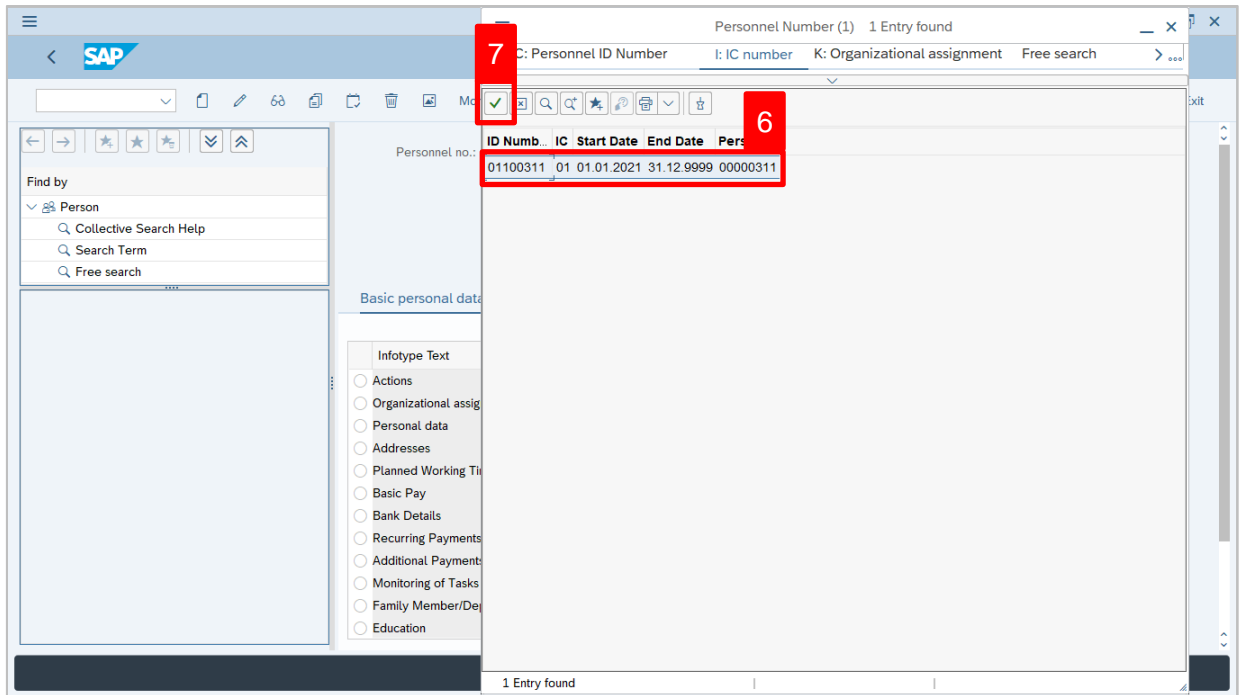 Personnel Number (1) 1 Entry found
7
C: Personnel ID Number I: IC number K: Organizational assignment Free search
SAP
6
Exit
ID Numb... IC Start Date End Date Pers
01100311 01 01.01.2021 31.12.9999 00000311
Personnel no.:
Find by
Person
Collective Search Help
Search Term
Free search
Basic personal data
Infotype Text
Actions
Organizational assig
Personal data
Addresses
Planned Working
Basic Pay
Bank Details
Recurring Payments
Additional Payments
Monitoring of Tasks
Family Member/De
Education
1 Entry found